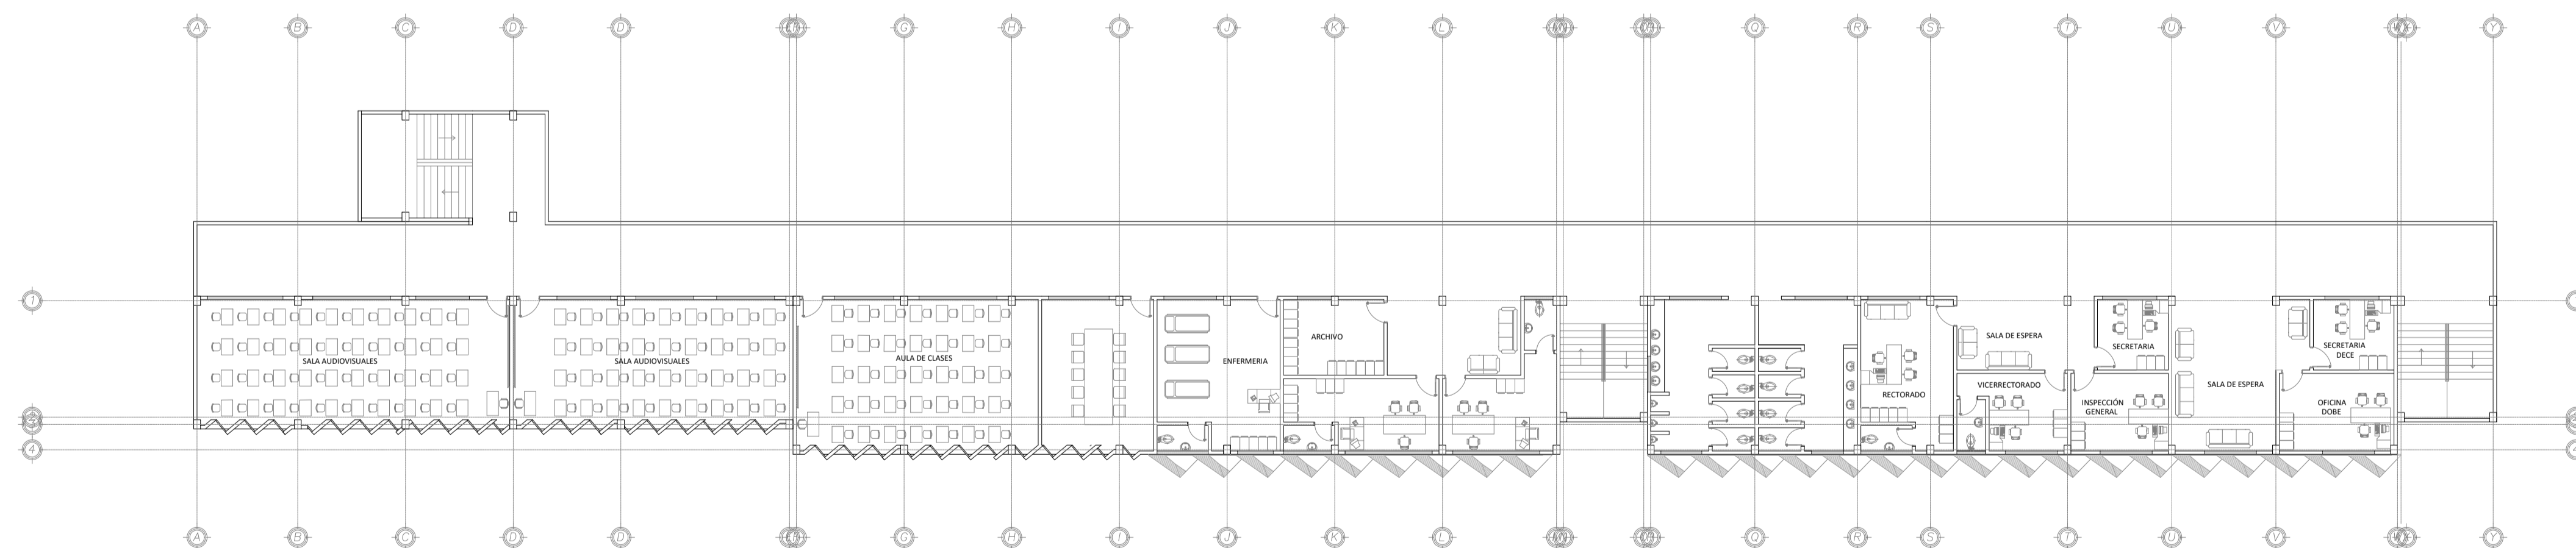 A B C D D G H I J K L Q R S T U V Y
1
ARCHIVO
SALA DE ESPERA
SECRETARIA
SECRETARIA
DECE
SALA AUDIOVISUALES
SALA AUDIOVISUALES
AULA DE CLASES
ENFERMERIA
VICERRECTORADO
SALA DE ESPERA
RECTORADO
INSPECCIÓN
GENERAL
OFICINA
DOBE
4
A B C D D G H I J K L Q R S T U V Y